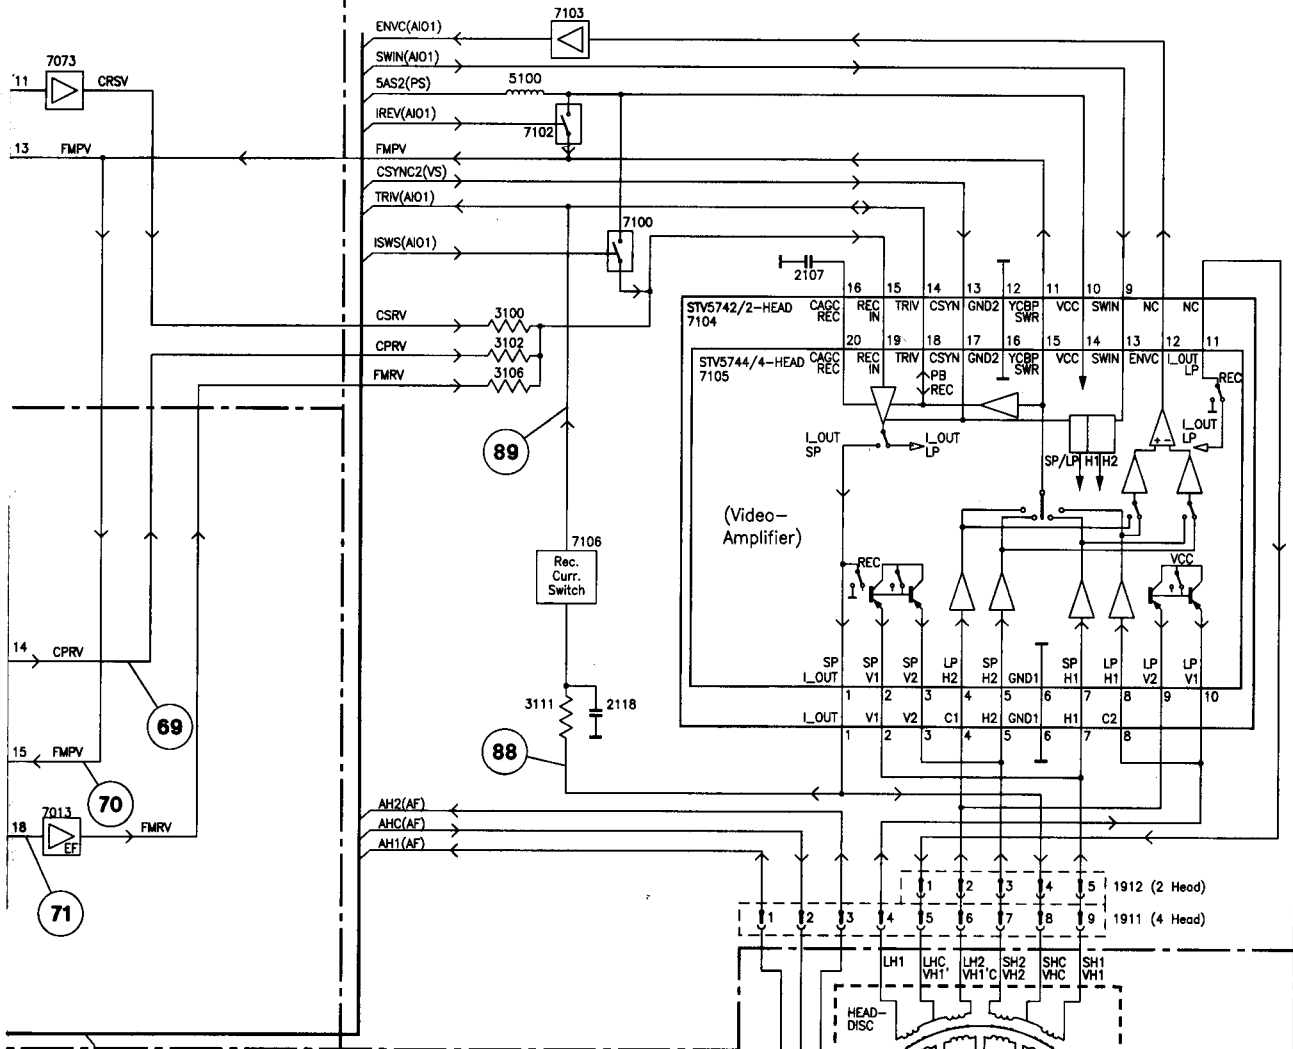 ENVC(AIO1)
7103
SWIN(AIO1)
7073
11
CRSV
5AS2(PS)
5100
IREV(AIO1)
7102
13
FMPV
FMPV
CSYNC2(VS)
TRIV(AIO1)
7100
ISWS(AIO1)
2107
16 15 14 13 12 11 10 9
STV5742/2-HEAD
7104
CAGC REC
REC IN
TRIV
CSYN
GND2
YCBP SWR
VCC
SWIN
NC
NC
CSRV
3100
CPRV
3102
FMRV
3106
20 19 18 17 16 15 14 13 12 11
STV5744/4-HEAD
7105
CAGC REC
REC IN
TRIV
CSYN
GND2
YCBP SWR
VCC
SWIN
ENVC
I_OUT LP
PB
REC
REC
89
I_OUT SP
I_OUT LP
I_OUT LP
+ -
SP/LP H1 H2
(Video-
Amplifier)
7106
Rec.
Curr.
Switch
REC
VCC
14
CPRV
SP I_OUT
SP V1
SP V2
LP H2
SP H2
GND1
SP H1
LP H1
LP V2
LP V1
1 2 3 4 5 6 7 8 9 10
3111
2118
69
I_OUT V1 V2 C1 H2 GND1 H1 C2
1 2 3 4 5 6 7 8
15
FMPV
88
70
AH2(AF)
7013
18
EF
FMRV
AHC(AF)
AH1(AF)
71
1 2 3 4 5
1912 (2 Head)
1 2 3 4 5 6 7 8 9
1911 (4 Head)
LH1
LHC VH1'
LH2 VH1'C
SH2 VH2
SHC VHC
SH1 VH1
HEAD-
DISC